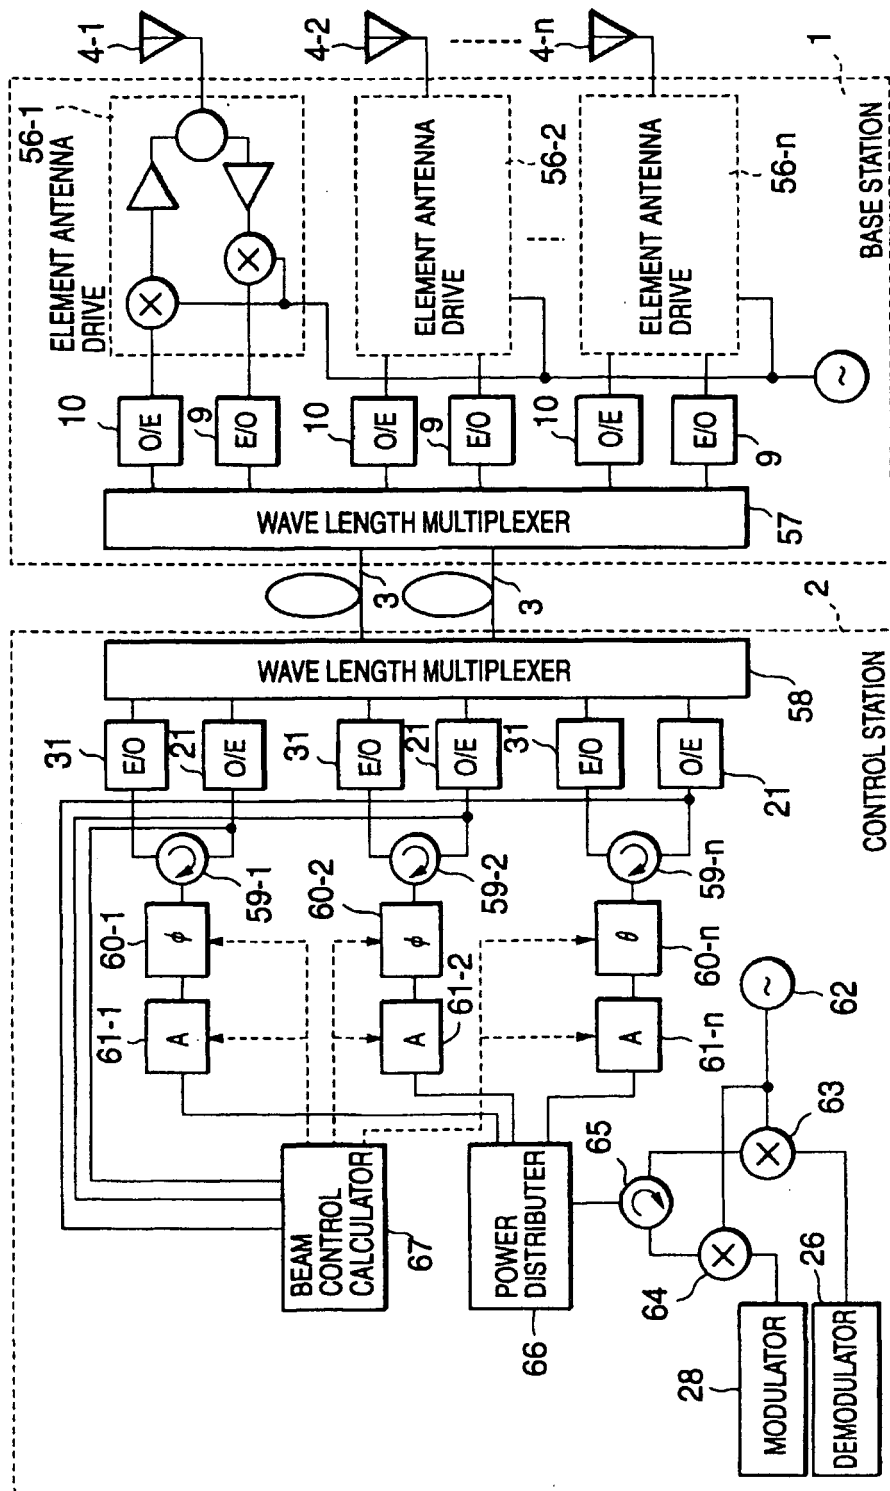 4-1
4-2
4-n
1
56-1
56-2
56-n
BASE STATION
ELEMENT ANTENNA
DRIVE
ELEMENT ANTENNA
DRIVE
ELEMENT ANTENNA
DRIVE
×
×
~
10
O/E
9
E/O
10
O/E
9
E/O
10
O/E
E/O
9
WAVE LENGTH MULTIPLEXER
57
3
3
2
WAVE LENGTH MULTIPLEXER
58
CONTROL STATION
31
E/O
21
O/E
31
E/O
21
O/E
31
E/O
O/E
21
59-1
59-2
59-n
60-1
ϕ
60-2
ϕ
θ
60-n
61-1
A
A
61-2
A
61-n
~
62
BEAM
CONTROL
CALCULATOR
67
POWER
DISTRIBUTER
66
65
×
63
×
64
28
MODULATOR
26
DEMODULATOR